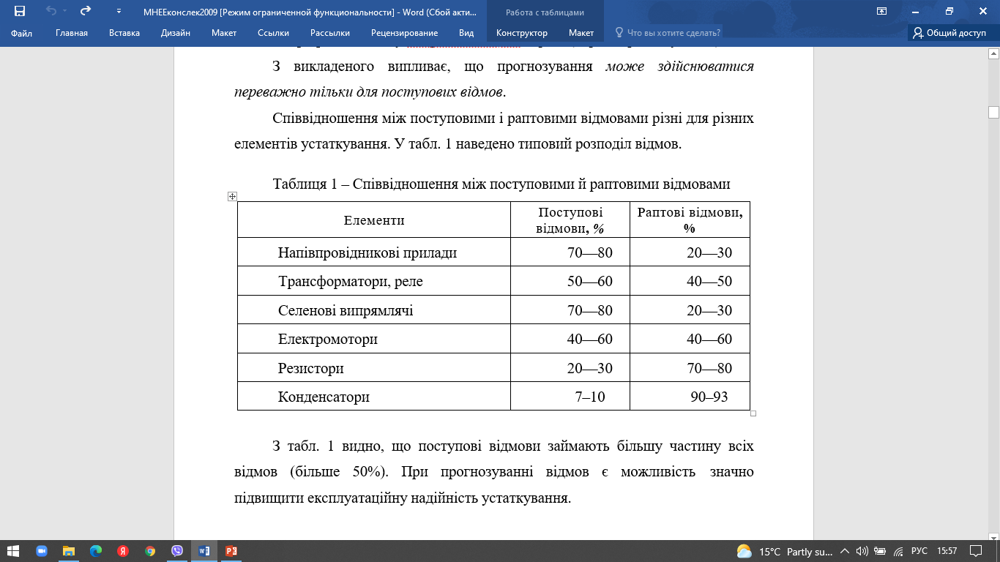 МНЕЕконслек2009 [Режим ограниченной функциональности] - Word (Сбой акти...
Работа с таблицами
Файл Главная Вставка Дизайн Макет Ссылки Рассылки Рецензирование Вид Конструктор Макет Что вы хотите сделать? Общий доступ
З викладеного випливає, що прогнозування може здійснюватися
переважно тільки для поступових відмов.
Співвідношення між поступовими і раптовими відмовами різні для різних
елементів устаткування. У табл. 1 наведено типовий розподіл відмов.
Таблиця 1 – Співвідношення між поступовими й раптовими відмовами
Елементи
Поступові
відмови, %
Раптові відмови,
%
Напівпровідникові прилади 70—80 20—30
Трансформатори, реле 50—60 40—50
Селенові випрямлячі 70—80 20—30
Електромотори 40—60 40—60
Резистори 20—30 70—80
Конденсатори 7–10 90–93
З табл. 1 видно, що поступові відмови займають більшу частину всіх
відмов (більше 50%). При прогнозуванні відмов є можливість значно
підвищити експлуатаційну надійність устаткування.
15°C Partly su... РУС 15:57